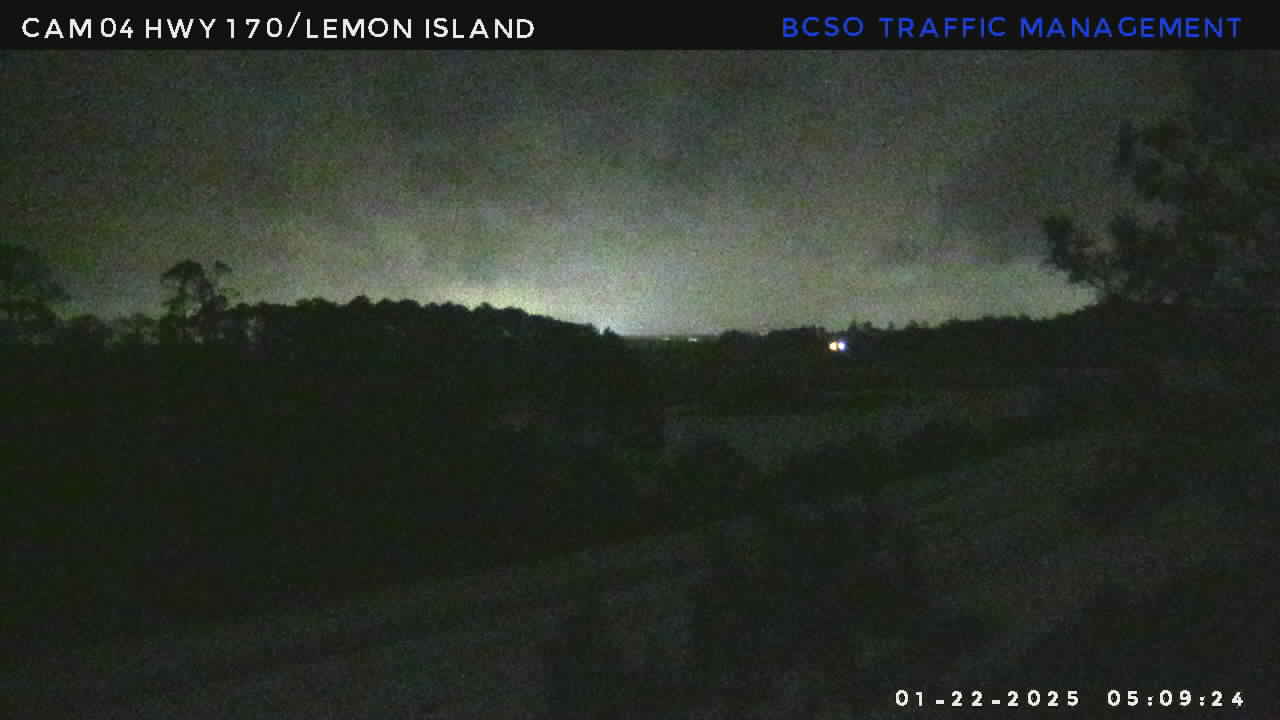 CAM04 HWY 170/LEMON ISLAND
BCSO TRAFFIC MANAGEMENT
01-22-2025 05:09:24